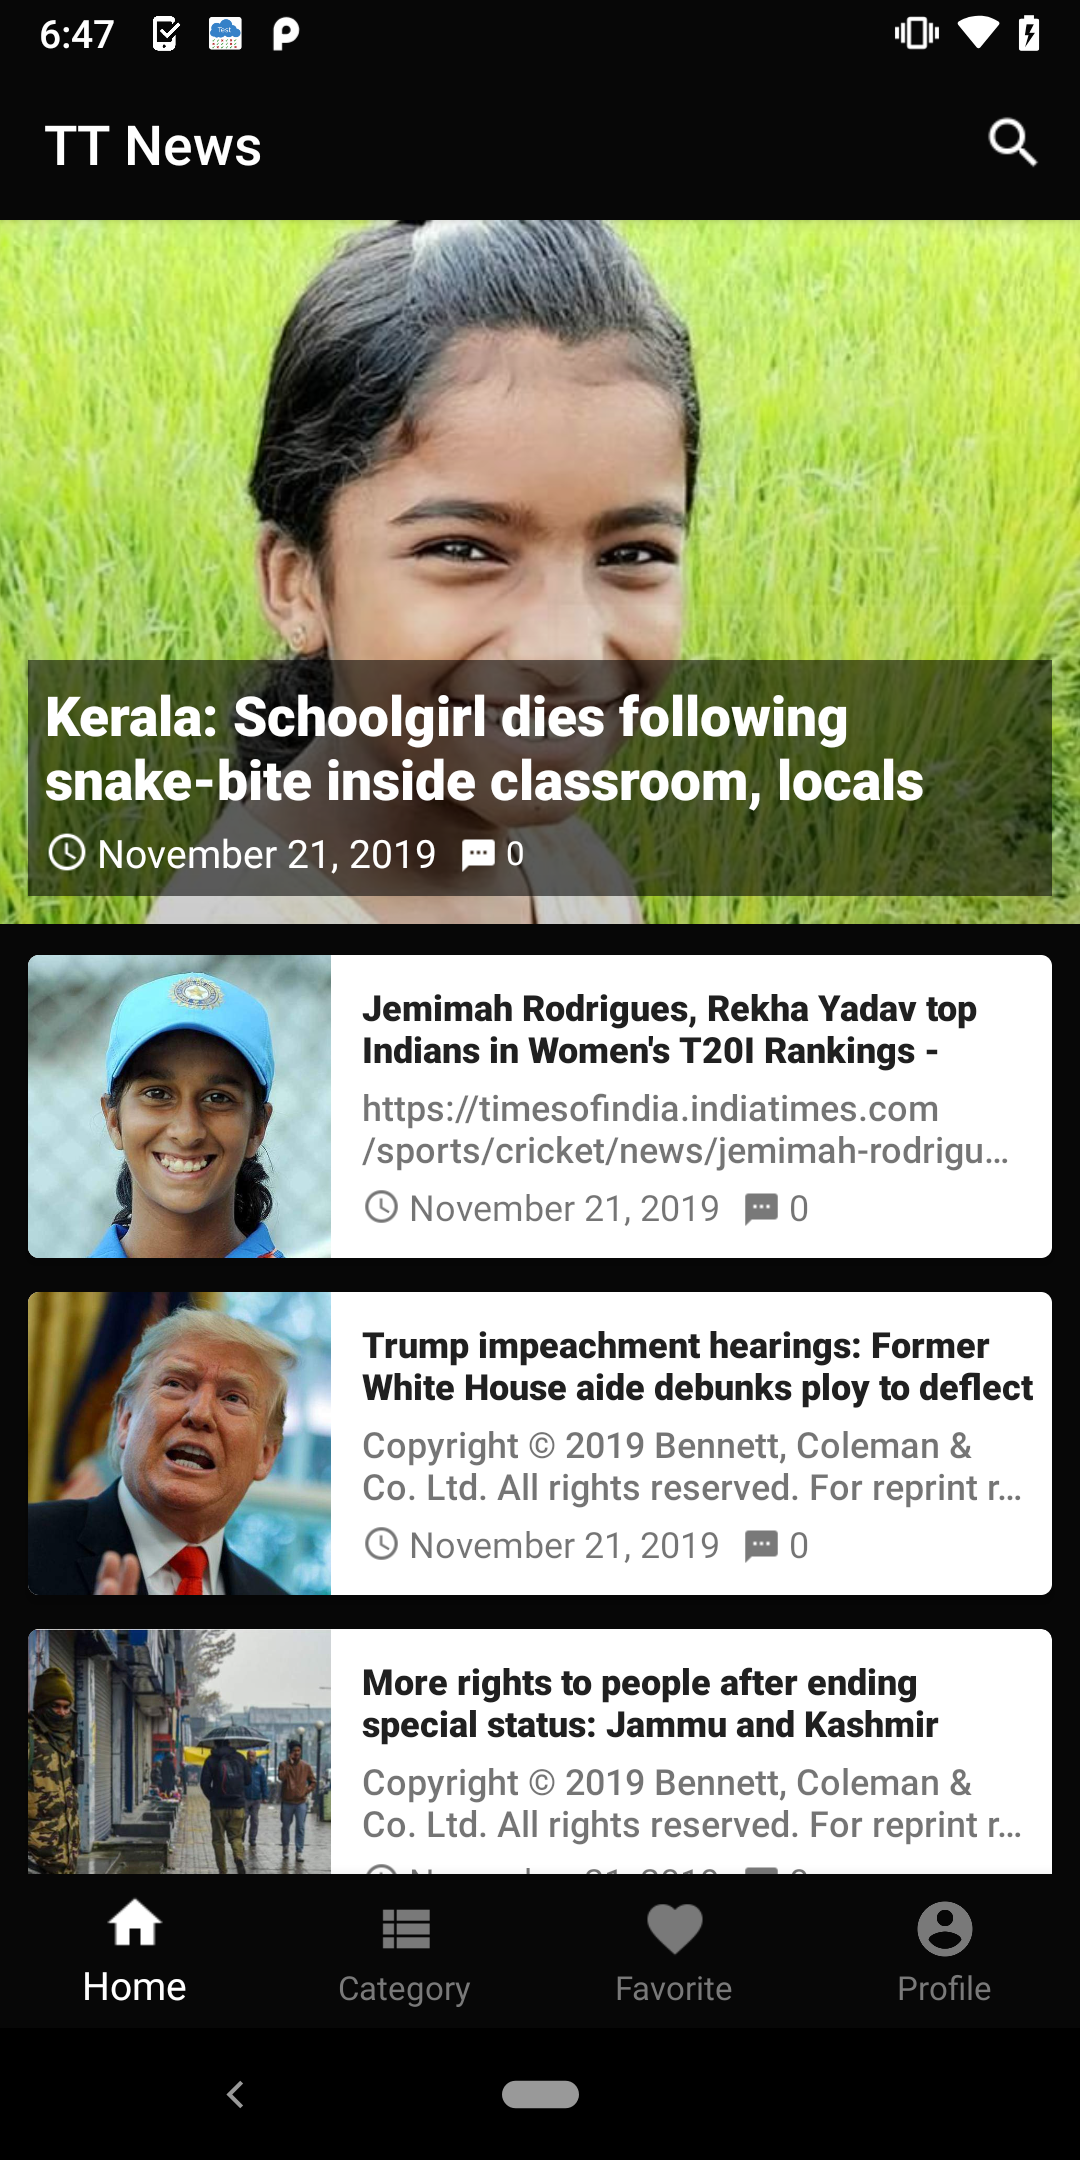 6:47
TT News
Kerala: Schoolgirl dies following
snake-bite inside classroom, locals
November 21, 2019 0
Jemimah Rodrigues, Rekha Yadav top
Indians in Women's T20I Rankings -
https://timesofindia.indiatimes.com
/sports/cricket/news/jemimah-rodrigu...
November 21, 2019 0
Trump impeachment hearings: Former
White House aide debunks ploy to deflect
Copyright © 2019 Bennett, Coleman &
Co. Ltd. All rights reserved. For reprint r...
November 21, 2019 0
More rights to people after ending
special status: Jammu and Kashmir
Copyright © 2019 Bennett, Coleman &
Co. Ltd. All rights reserved. For reprint r...
Home
Category
Favorite
Profile